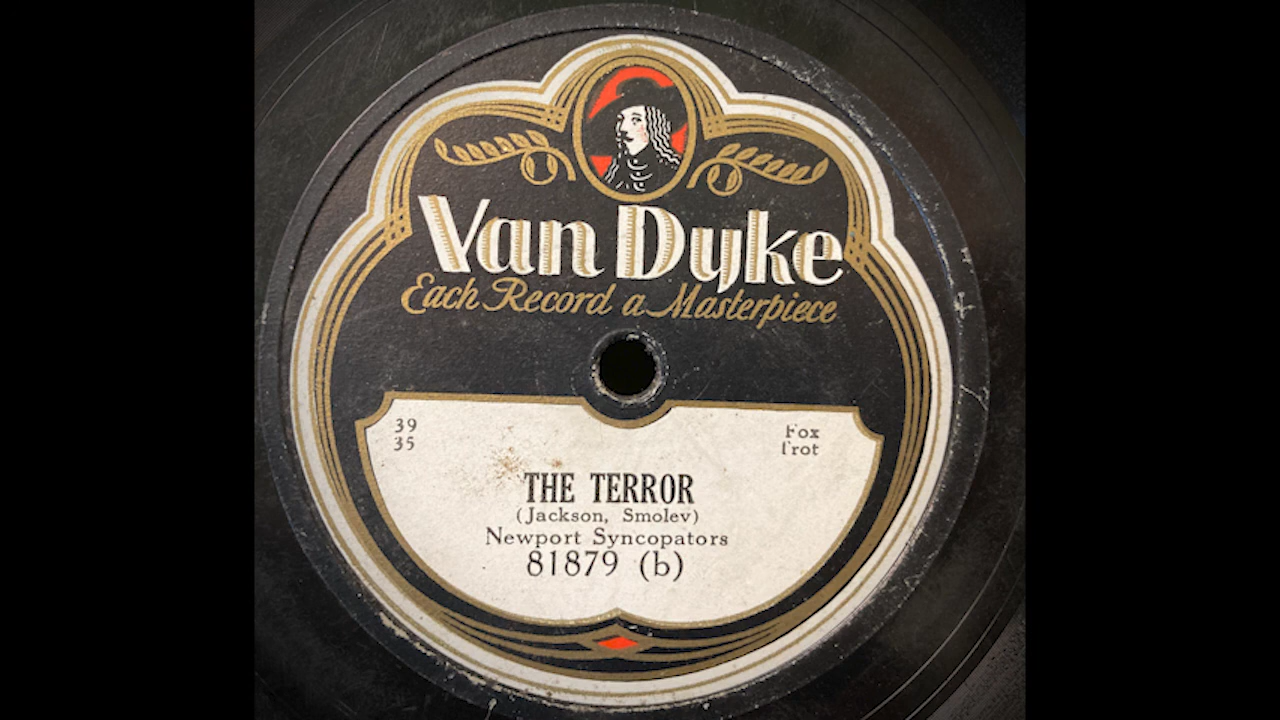 Van Dyke
Each Record a Masterpiece
39
35
Fox
Trot
THE TERROR
(Jackson, Smolev)
Newport Syncopators
81879 (b)